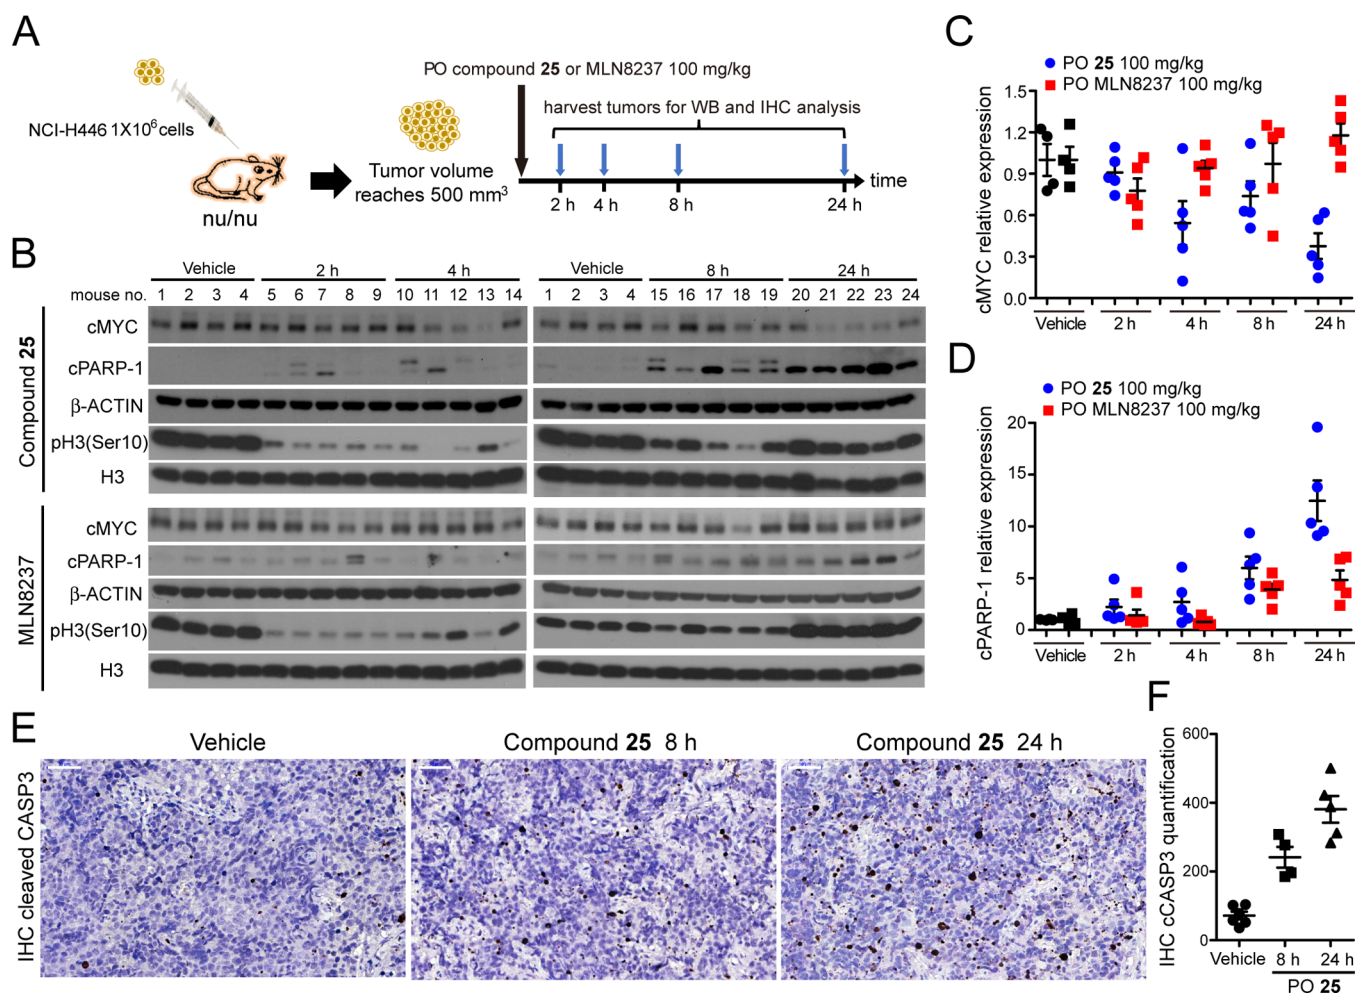 A
NCI-H446 1X10⁶ cells
nu/nu
Tumor volume
reaches 500 mm³
PO compound 25 or MLN8237 100 mg/kg
harvest tumors for WB and IHC analysis
2 h 4 h 8 h 24 h
time
B
Vehicle 2 h 4 h Vehicle 8 h 24 h
mouse no. 1 2 3 4 5 6 7 8 9 10 11 12 13 14 1 2 3 4 15 16 17 18 19 20 21 22 23 24
Compound 25
cMYC
cPARP-1
β-ACTIN
pH3(Ser10)
H3
MLN8237
cMYC
cPARP-1
β-ACTIN
pH3(Ser10)
H3
C
PO 25 100 mg/kg
PO MLN8237 100 mg/kg
cMYC relative expression
1.5
1.2
0.9
0.6
0.3
0.0
Vehicle 2 h 4 h 8 h 24 h
D
PO 25 100 mg/kg
PO MLN8237 100 mg/kg
cPARP-1 relative expression
20
15
10
5
0
Vehicle 2 h 4 h 8 h 24 h
E
Vehicle
Compound 25 8 h
Compound 25 24 h
IHC cleaved CASP3
F
IHC cCASP3 quantification
600
400
200
0
Vehicle 8 h 24 h
PO 25